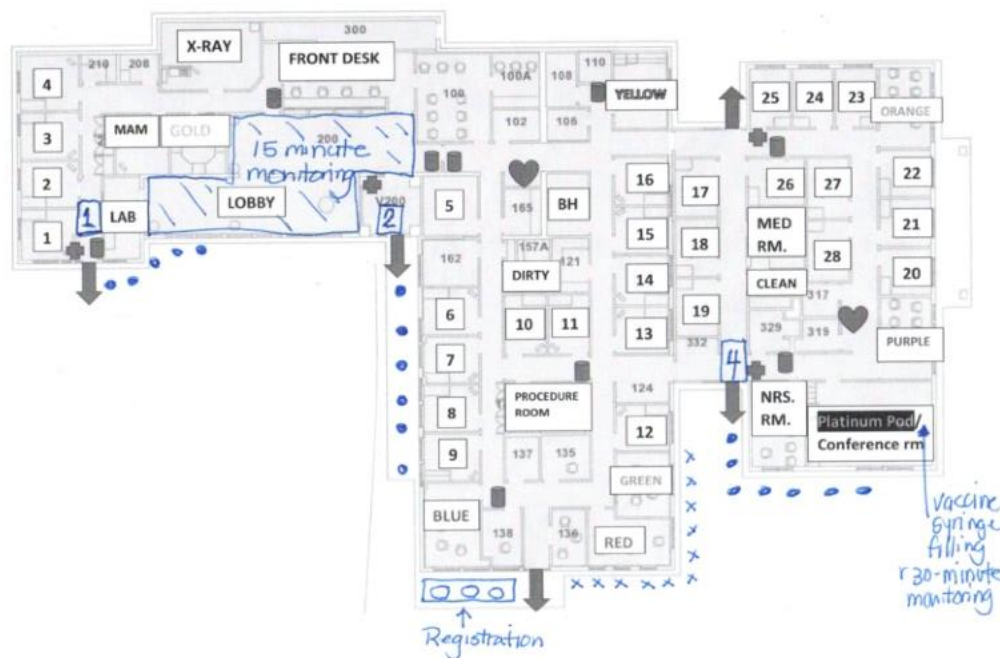 300
X-RAY
FRONT DESK
210
208
4
100
100A
108
110
YELLOW
102
106
25
24
23
ORANGE
3
MAM
GOLD
200
15 minute
monitoring
2
LOBBY
V200
1
LAB
2
1
5
165
BH
16
17
26
27
22
162
157A
121
15
18
MED
RM.
21
DIRTY
14
28
CLEAN
20
6
10
11
13
19
317
7
332
329
319
PURPLE
4
8
PROCEDURE
ROOM
124
NRS.
RM.
Platinum Pod/
Conference rm
9
137
135
12
GREEN
BLUE
138
136
RED
vaccine
syringe
filling
r 30-minute
monitoring
Registration